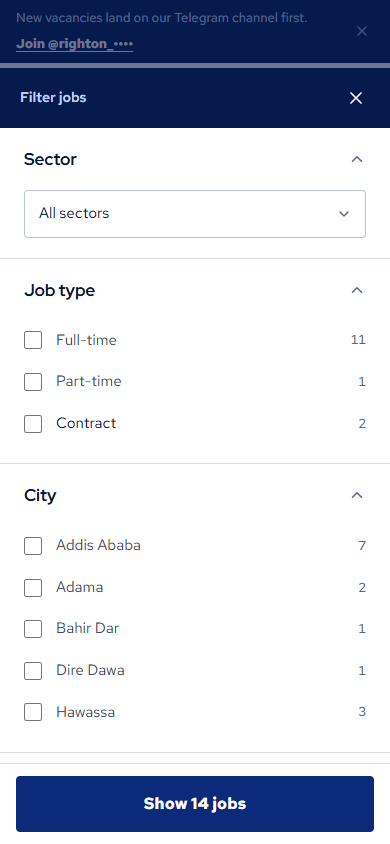 New vacancies land on our Telegram channel first.
Join @righton_••••
Filter jobs
Sector
All sectors
Job type
Full-time 11
Part-time 1
Contract 2
City
Addis Ababa 7
Adama 2
Bahir Dar 1
Dire Dawa 1
Hawassa 3
Show 14 jobs